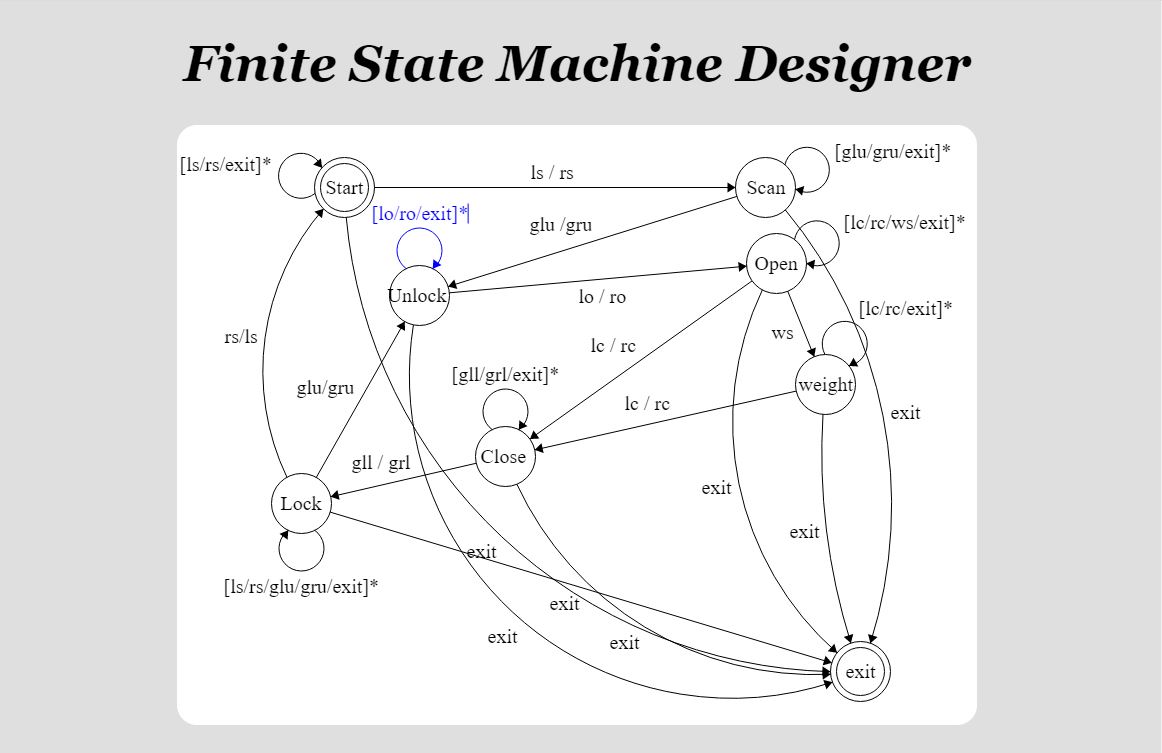 Finite State Machine Designer
[glu/gru/exit]*
[ls/rs/exit]*
ls / rs
Start
Scan
[lo/ro/exit]*
glu /gru
[lc/rc/ws/exit]*
Open
Unlock
lo / ro
[lc/rc/exit]*
ws
rs/ls
lc / rc
[gll/grl/exit]*
weight
glu/gru
lc / rc
exit
Close
gll / grl
exit
Lock
exit
exit
[ls/rs/glu/gru/exit]*
exit
exit
exit
exit